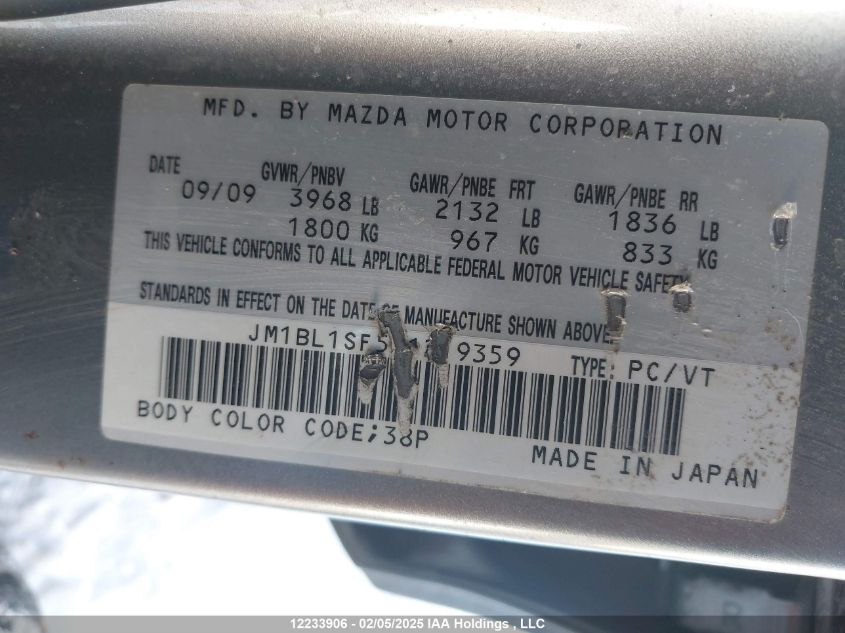 MFD. BY MAZDA MOTOR CORPORATION
DATE GVWR/PNBV GAWR/PNBE FRT GAWR/PNBE RR
09/09 3968 LB 2132 LB 1836 LB
1800 KG 967 KG 833 KG
THIS VEHICLE CONFORMS TO ALL APPLICABLE FEDERAL MOTOR VEHICLE SAFETY
STANDARDS IN EFFECT ON THE DATE OF MANUFACTURE SHOWN ABOVE.
TYPE: PC/VT
BODY COLOR CODE;38P
MADE IN JAPAN
12233906 - 02/05/2025 IAA Holdings , LLC